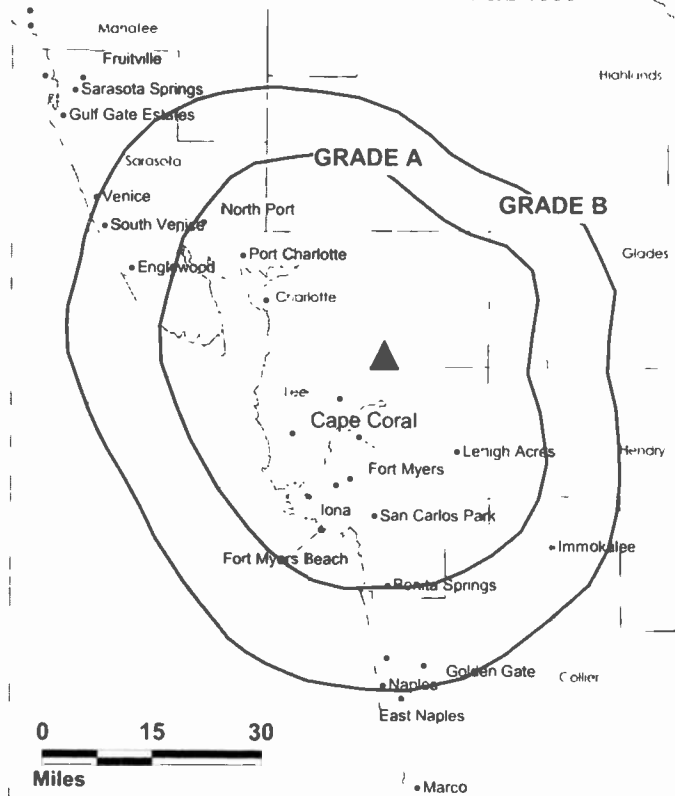 Manatee
Fruitville
Highlands
Sarasota Springs
Gulf Gate Estates
Sarasota
GRADE A
Venice
GRADE B
North Port
South Venice
Glades
Port Charlotte
Englewood
Charlotte
Lee
Cape Coral
Lehigh Acres
Hendry
Fort Myers
Iona
San Carlos Park
Immokalee
Fort Myers Beach
Bonita Springs
Golden Gate
Collier
Naples
East Naples
0 15 30
Miles
Marco